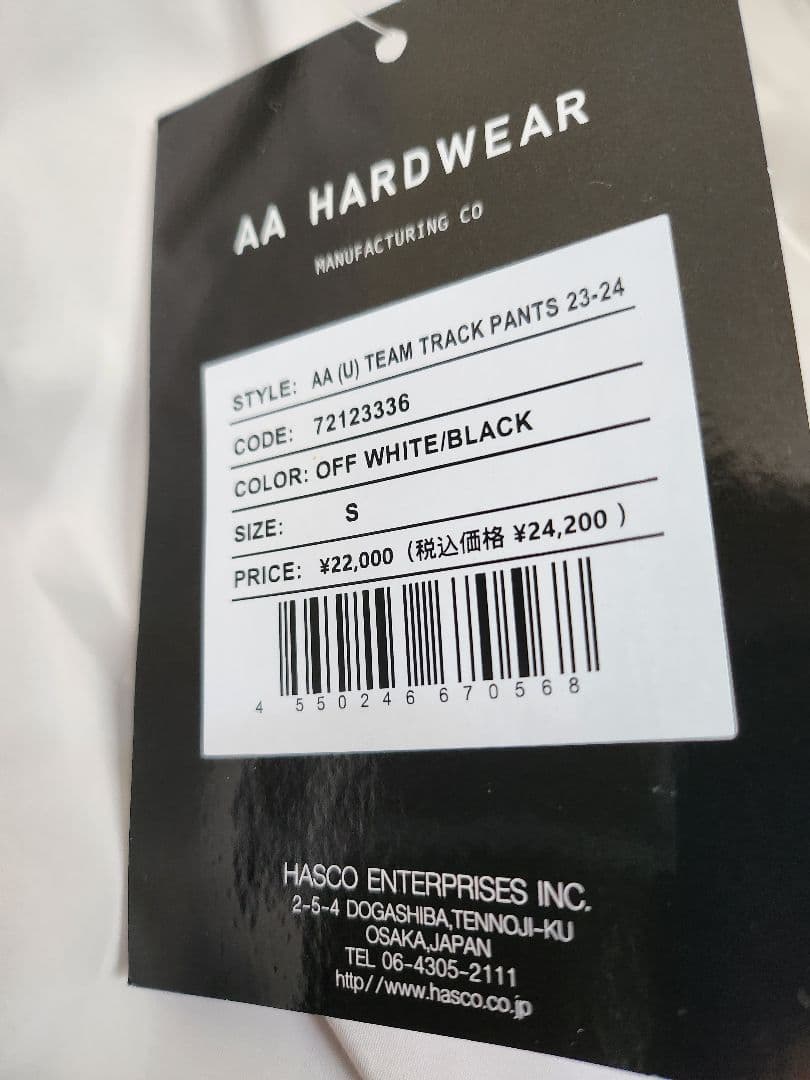 AA HARDWEAR
MANUFACTURING CO
STYLE: AA (U) TEAM TRACK PANTS 23-24
CODE: 72123336
COLOR: OFF WHITE/BLACK
SIZE: S
PRICE: ¥22,000 (税込価格 ¥24,200 )
4 550246 670568
HASCO ENTERPRISES INC.
2-5-4 DOGASHIBA,TENNOJI-KU
OSAKA,JAPAN
TEL 06-4305-2111
http//www.hasco.co.jp